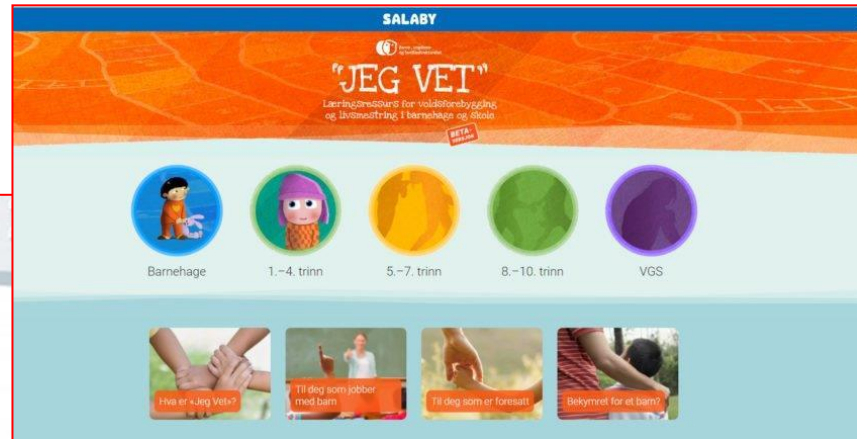 SALABY
"JEG VET"
Læringsressurs for voldsforebygging
og livsmestring i barnehage og skole
BETA-
Barnehage
1.–4. trinn
5.–7. trinn
8.–10. trinn
VGS
Hva er «Jeg Vet»?
Til deg som jobber
med barn
Til deg som er foresatt
Bekymret for et barn?